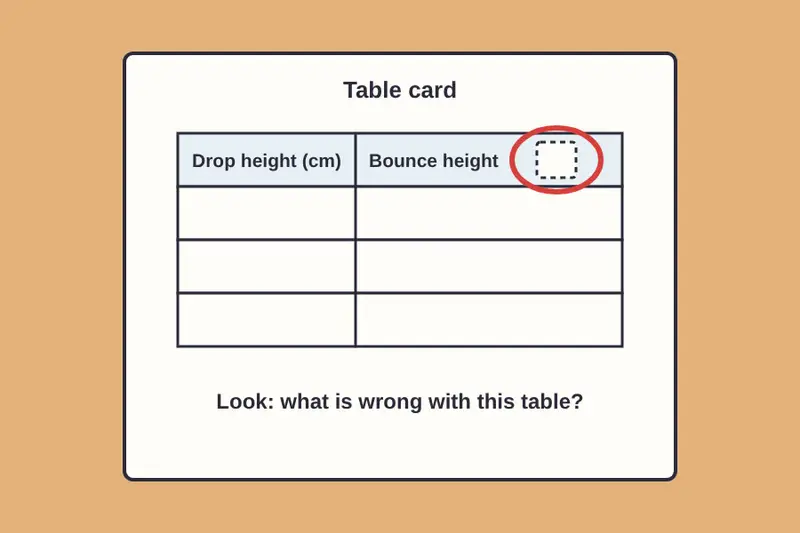 Table card
Drop height (cm) Bounce height
Look: what is wrong with this table?